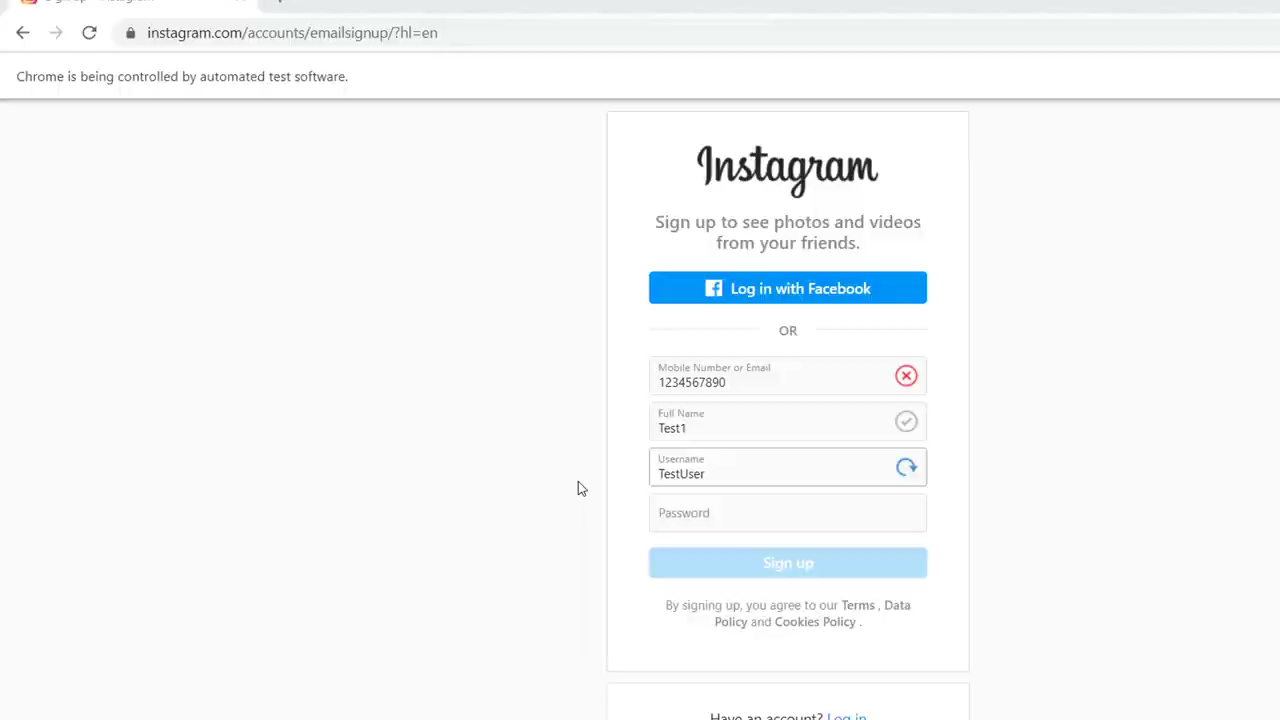 instagram.com/accounts/emailsignup/?hl=en
Chrome is being controlled by automated test software.
Instagram
Sign up to see photos and videos
from your friends.
Log in with Facebook
OR
Mobile Number or Email
1234567890
Full Name
Test1
Username
TestUser
Password
Sign up
By signing up, you agree to our Terms , Data
Policy and Cookies Policy .
Have an account? Log in